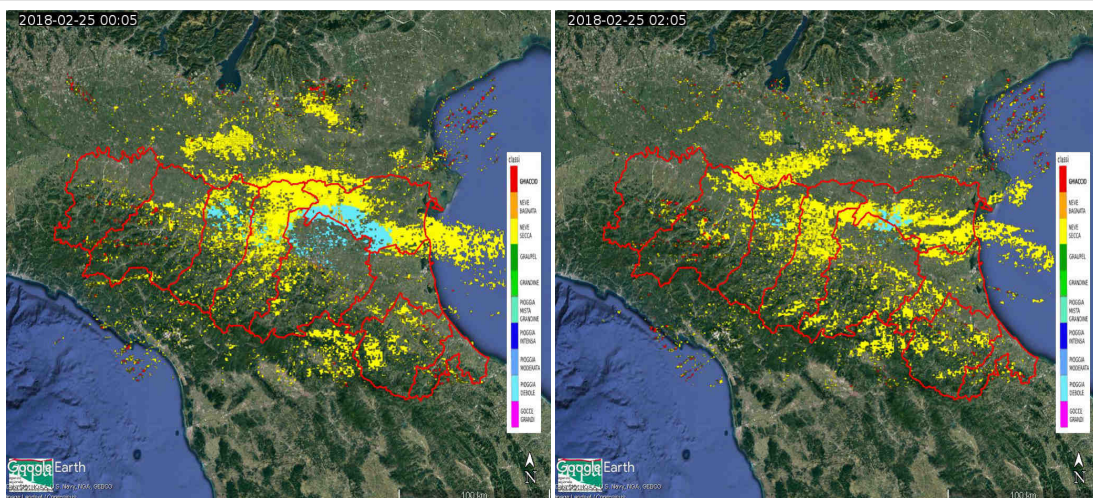 2018-02-25 00:05
classi
GHIACCIO
NEVE
BAGNATA
NEVE
SECCA
GRAUPEL
GRANDINE
PIOGGIA
MISTA
GRANDINE
PIOGGIA
INTENSA
PIOGGIA
MODERATA
PIOGGIA
DEBOLE
GOCCE
GRANDI
N
Google Earth
100 km
2018-02-25 02:05
classi
GHIACCIO
NEVE
BAGNATA
NEVE
SECCA
GRAUPEL
GRANDINE
PIOGGIA
MISTA
GRANDINE
PIOGGIA
INTENSA
PIOGGIA
MODERATA
PIOGGIA
DEBOLE
GOCCE
GRANDI
N
Google Earth
100 km